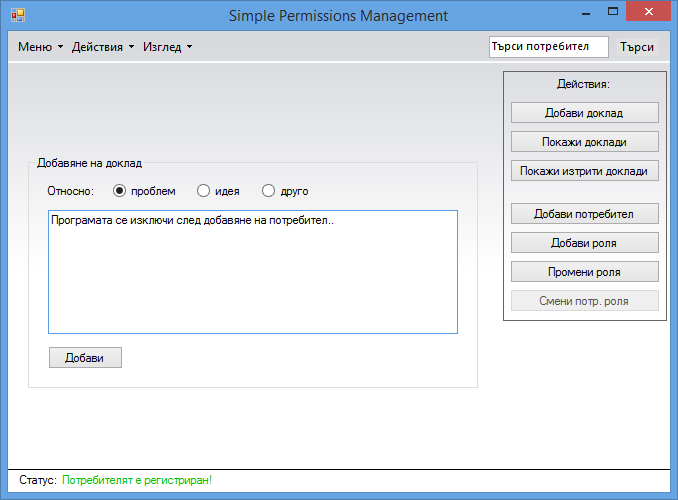 Simple Permissions Management
Меню Действия Изглед Търси потребител Търси
Действия:
Добави доклад
Покажи доклади
Покажи изтрити доклади
Добави потребител
Добави роля
Промени роля
Смени потр. роля
Добавяне на доклад
Относно: проблем идея друго
Програмата се изключи след добавяне на потребител..
Добави
Статус: Потребителят е регистриран!